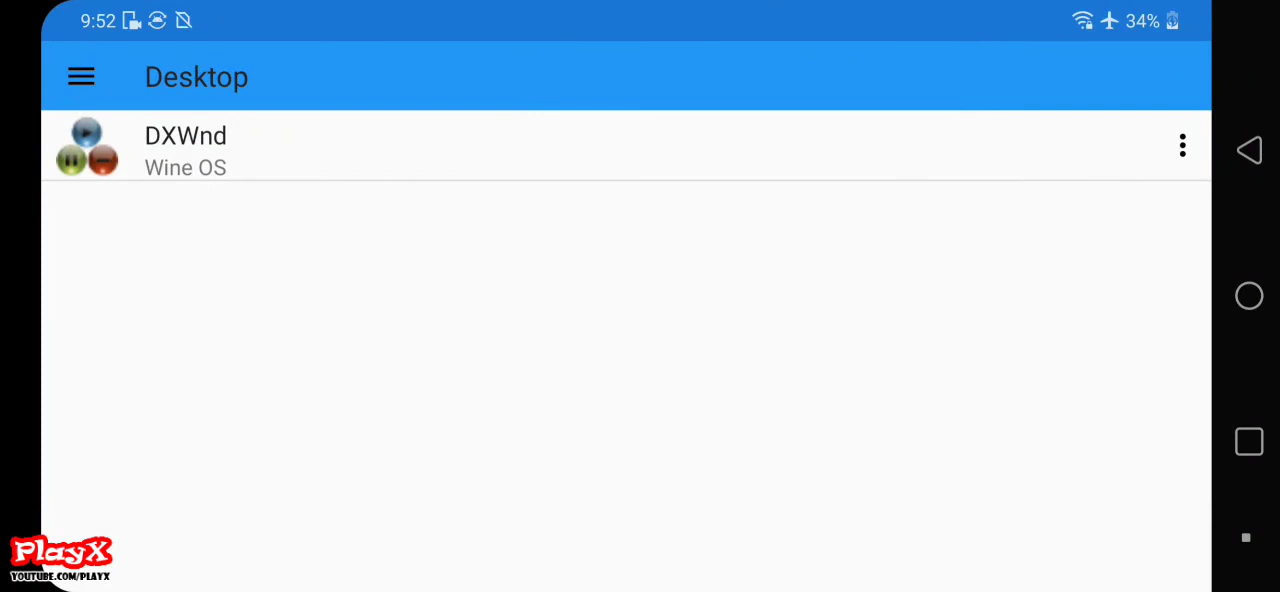 9:52
34%
Desktop
DXWnd
Wine OS
PlayX
YOUTUBE.COM/PLAYX